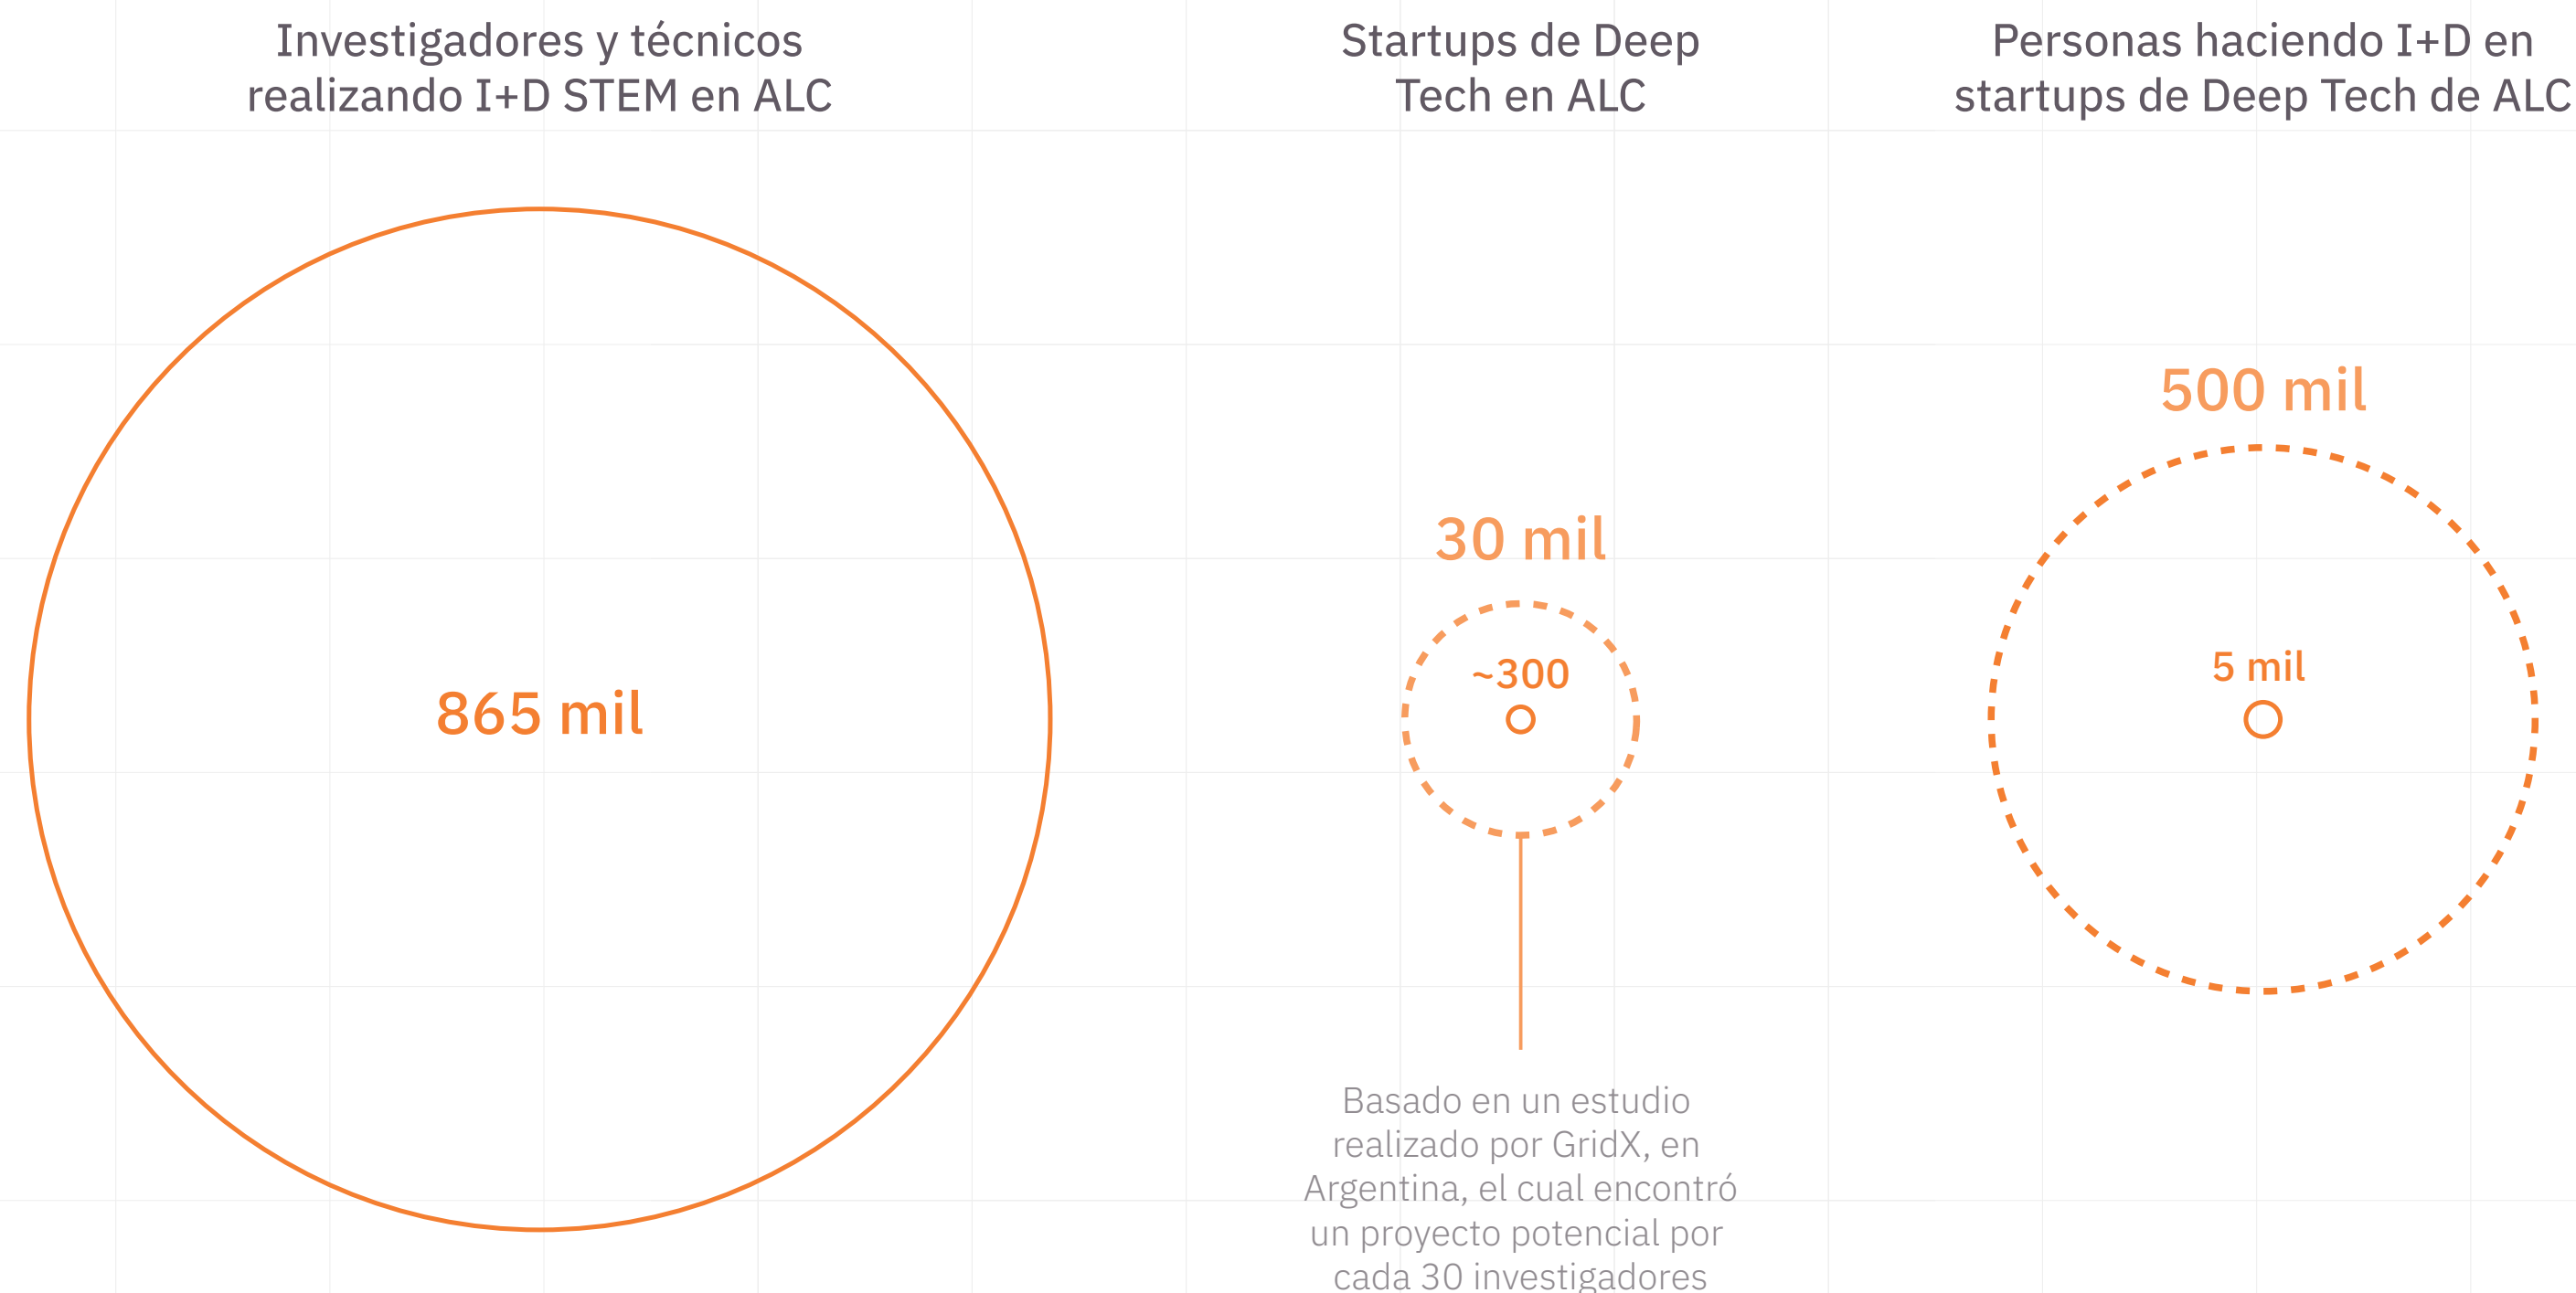 Investigadores y técnicos
realizando I+D STEM en ALC
865 mil
Startups de Deep
Tech en ALC
30 mil
~300
Basado en un estudio
realizado por GridX, en
Argentina, el cual encontró
un proyecto potencial por
cada 30 investigadores
Personas haciendo I+D en
startups de Deep Tech de ALC
500 mil
5 mil